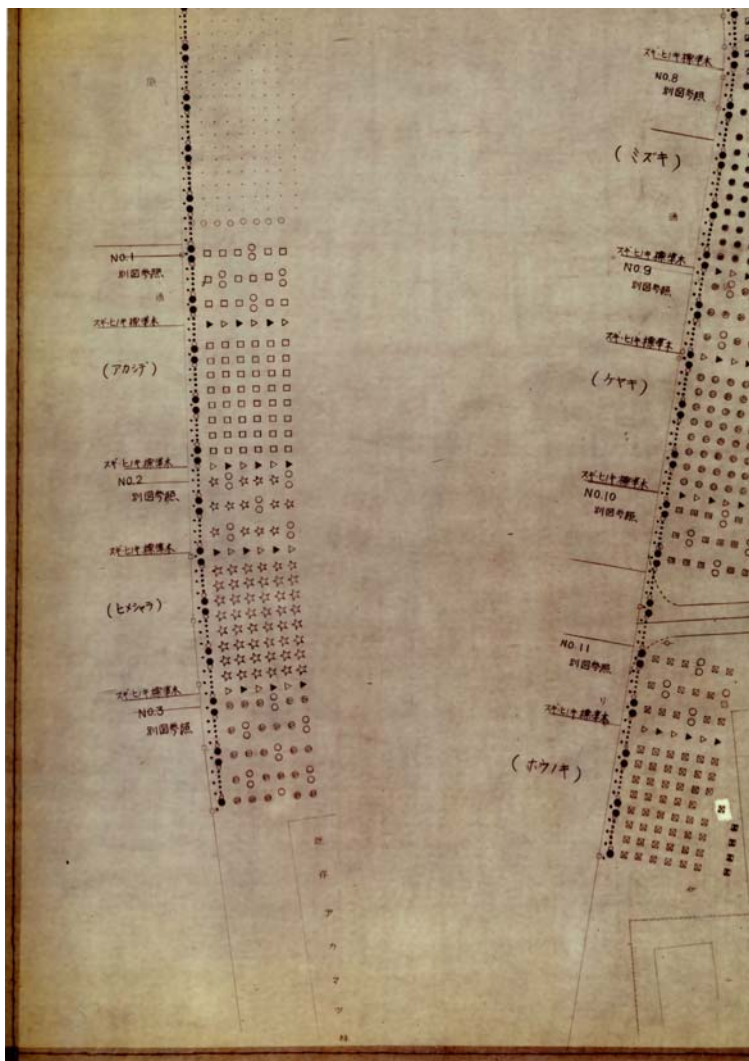 NO.1
別図参照
スギ・ヒノキ標準木
(アカシデ)
スギ・ヒノキ標準木
NO.2
別図参照
スギ・ヒノキ標準木
(ヒメシャラ)
スギ・ヒノキ標準木
NO.3
別図参照
既存アカマツ林
スギ・ヒノキ標準木
NO.8
別図参照
(ミズキ)
スギ・ヒノキ標準木
NO.9
別図参照
スギ・ヒノキ標準木
(ケヤキ)
スギ・ヒノキ標準木
NO.10
別図参照
NO.11
別図参照
り
スギ・ヒノキ標準木
(ホウノキ)